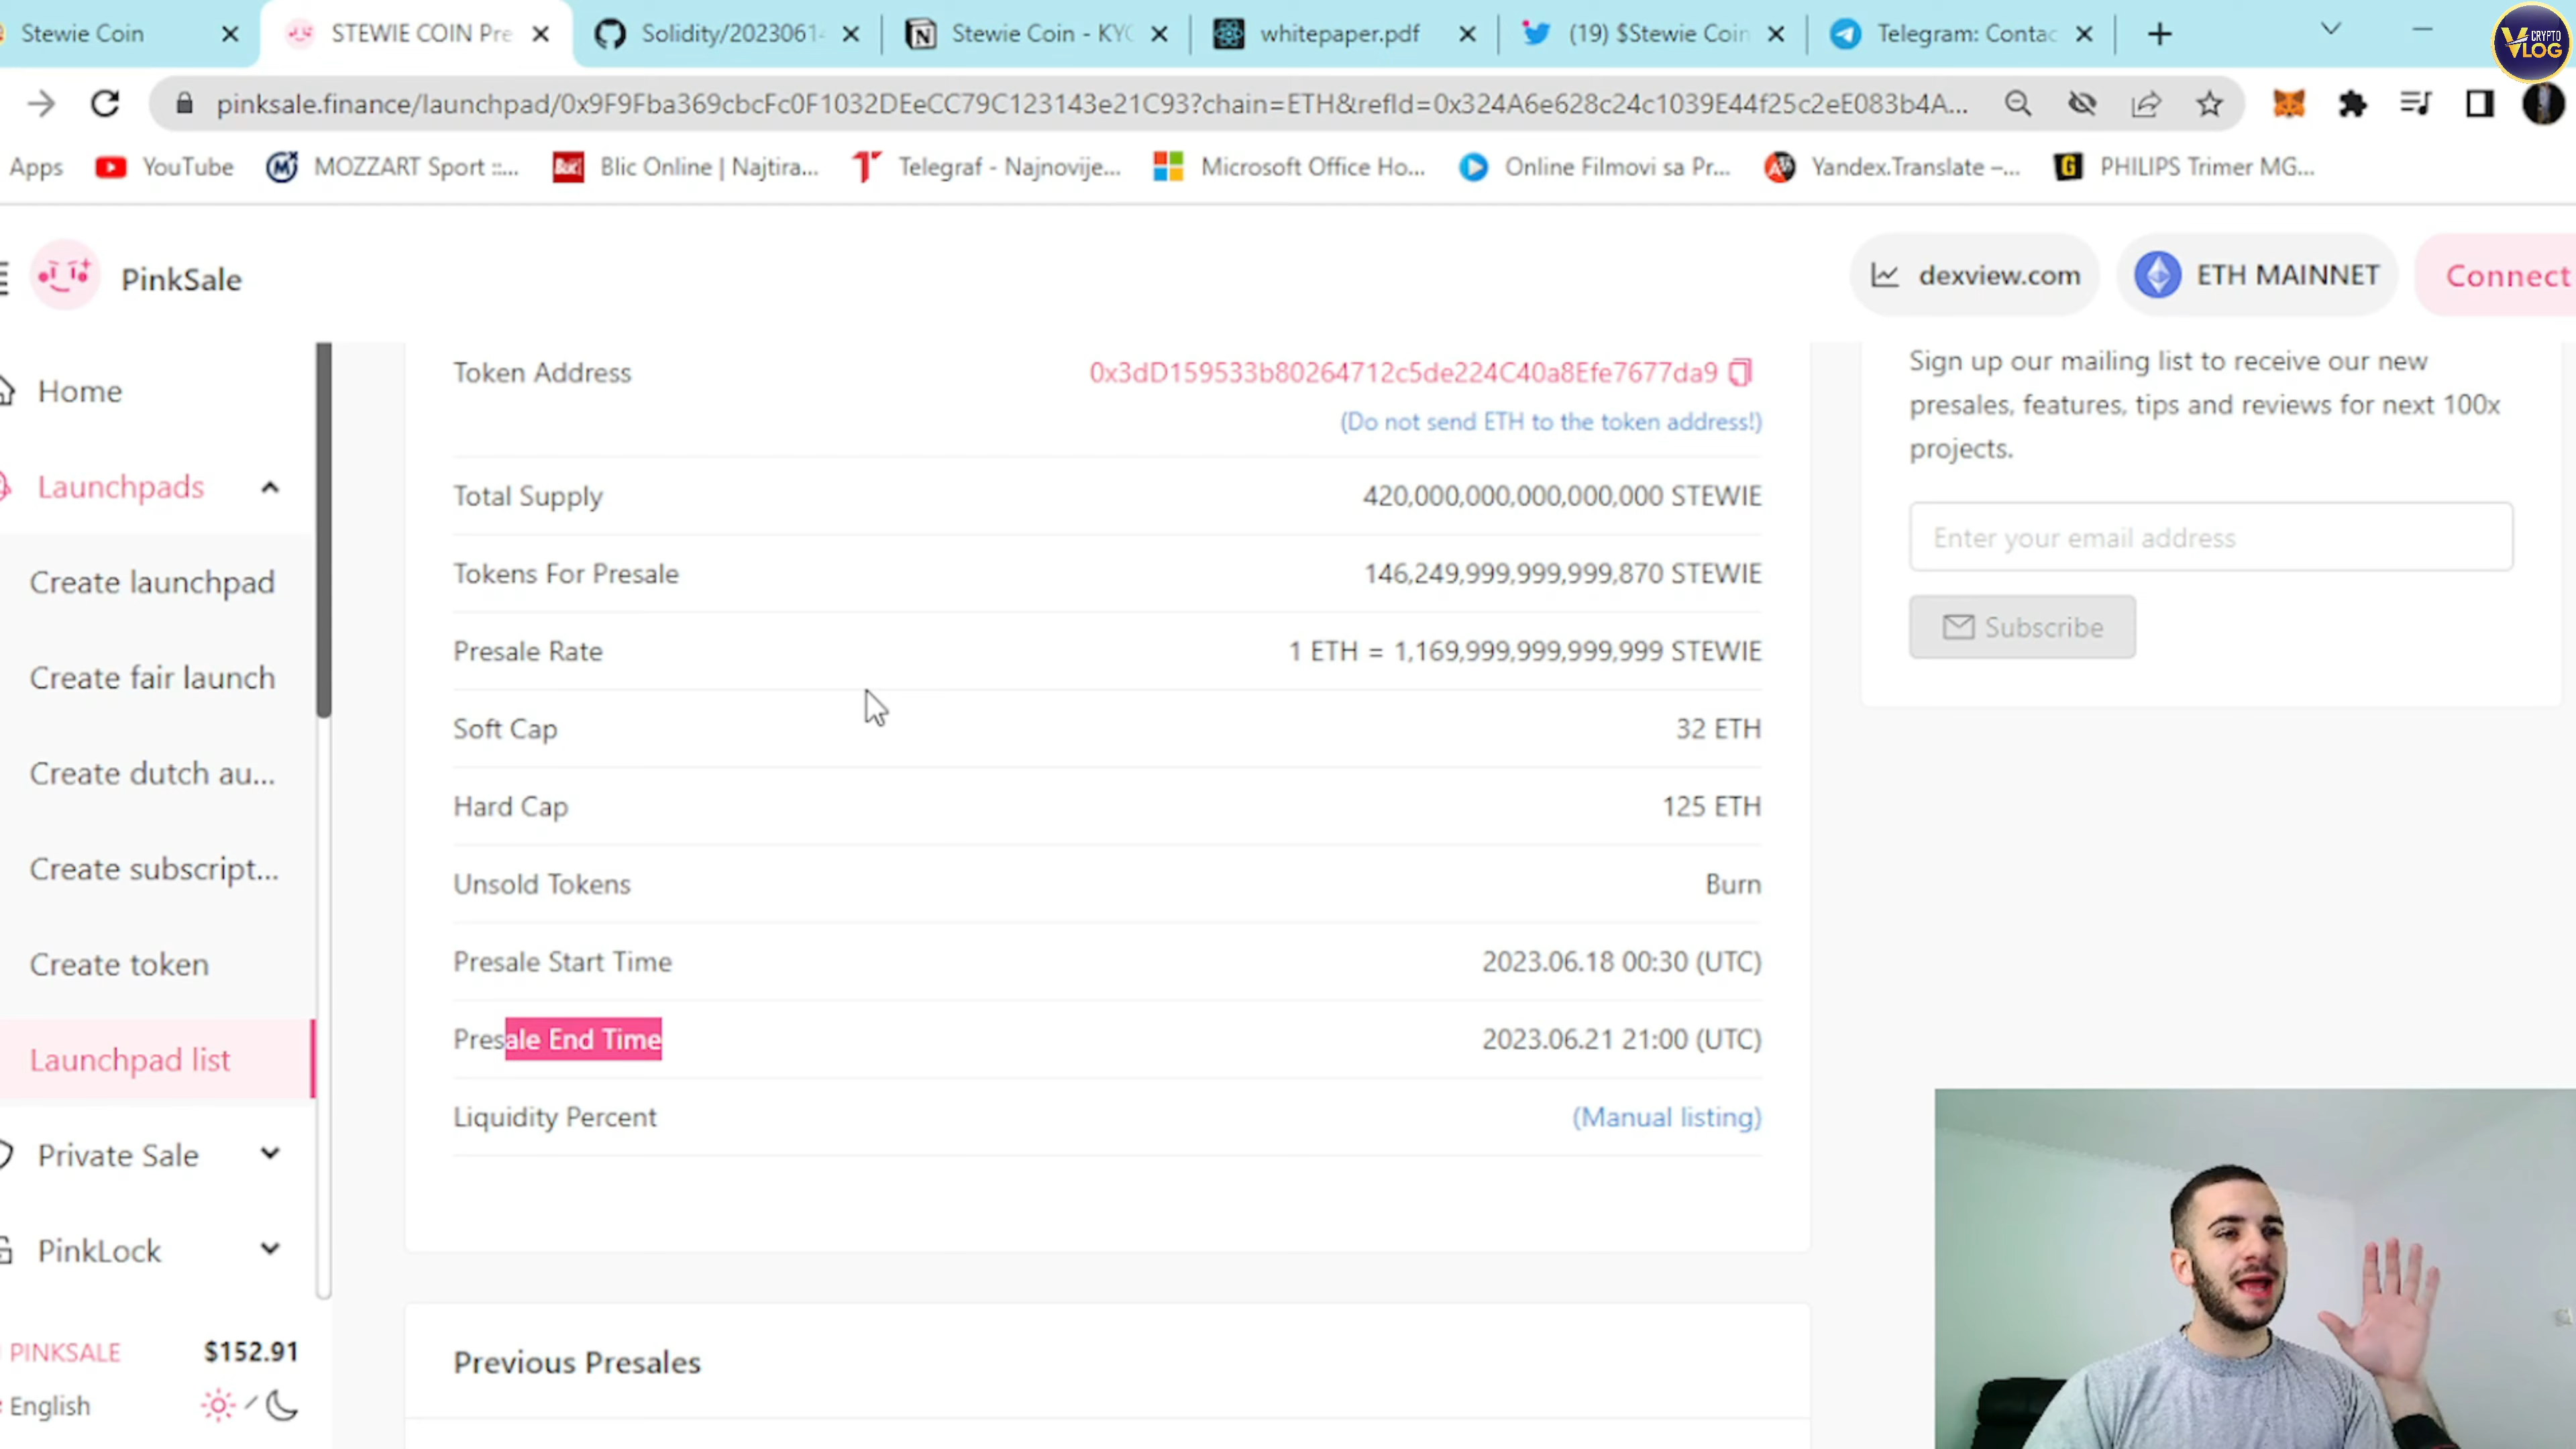 Stewie Coin
STEWIE COIN Pre
Solidity/20230614
Stewie Coin - KYC
whitepaper.pdf
(19) $Stewie Coin
Telegram: Contac
CRYPTO
VLOG
pinksale.finance/launchpad/0x9F9Fba369cbcFc0F1032DEeCC79C123143e21C93?chain=ETH&refId=0x324A6e628c24c1039E44f25c2eE083b4A...
Apps
YouTube
MOZZART Sport ::...
Blic Online | Najtira...
Telegraf - Najnovije...
Microsoft Office Ho...
Online Filmovi sa Pr...
Yandex.Translate –...
PHILIPS Trimer MG...
PinkSale
dexview.com
ETH MAINNET
Connect
Home
Launchpads
Create launchpad
Create fair launch
Create dutch au...
Create subscript...
Create token
Launchpad list
Private Sale
PinkLock
PINKSALE $152.91
English
Token Address 0x3dD159533b80264712c5de224C40a8Efe7677da9
(Do not send ETH to the token address!)
Total Supply 420,000,000,000,000,000 STEWIE
Tokens For Presale 146,249,999,999,999,870 STEWIE
Presale Rate 1 ETH = 1,169,999,999,999,999 STEWIE
Soft Cap 32 ETH
Hard Cap 125 ETH
Unsold Tokens Burn
Presale Start Time 2023.06.18 00:30 (UTC)
Presale End Time 2023.06.21 21:00 (UTC)
Liquidity Percent (Manual listing)
Previous Presales
Sign up our mailing list to receive our new
presales, features, tips and reviews for next 100x
projects.
Enter your email address
Subscribe